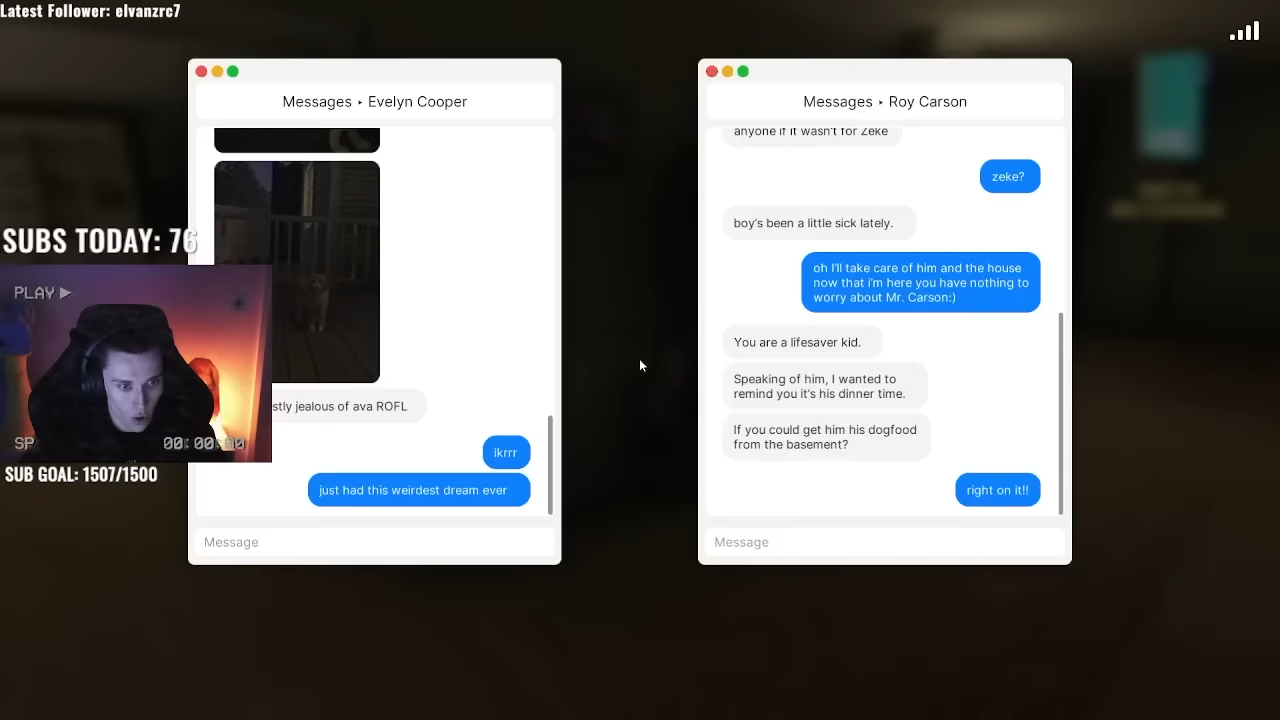 Latest Follower: elvanzrc7
Messages ▸ Evelyn Cooper
SUBS TODAY: 76
PLAY
SP
00:00:00
SUB GOAL: 1507/1500
stly jealous of ava ROFL
ikrrr
just had this weirdest dream ever
Message
Messages ▸ Roy Carson
anyone if it wasn't for Zeke
zeke?
boy's been a little sick lately.
oh I'll take care of him and the house
now that i'm here you have nothing to
worry about Mr. Carson:)
You are a lifesaver kid.
Speaking of him, I wanted to
remind you it's his dinner time.
If you could get him his dogfood
from the basement?
right on it!!
Message